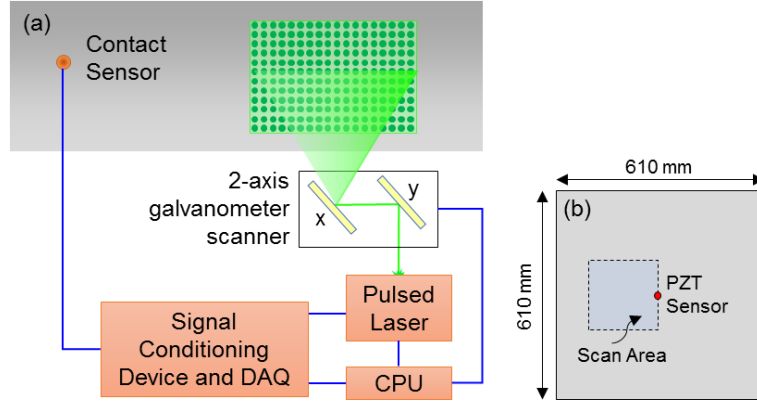 (a)
Contact
Sensor
2-axis
galvanometer
scanner
x
y
Pulsed
Laser
Signal
Conditioning
Device and DAQ
CPU
610 mm
(b)
610 mm
PZT
Sensor
Scan Area